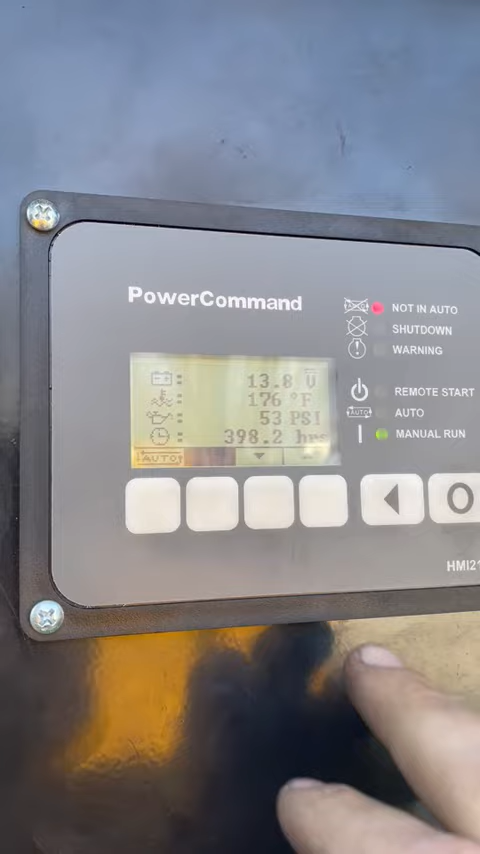 PowerCommand
NOT IN AUTO
SHUTDOWN
WARNING
13.8 V
176 °F
53 PSI
398.2 hrs
AUTO
REMOTE START
AUTO
MANUAL RUN
HMI21